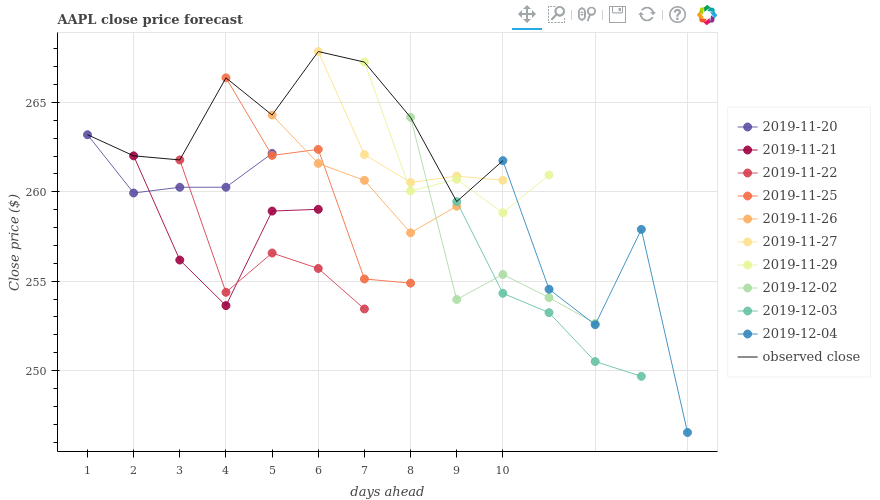 AAPL close price forecast
265
260
255
250
Close price ($)
1 2 3 4 5 6 7 8 9 10
days ahead
2019-11-20
2019-11-21
2019-11-22
2019-11-25
2019-11-26
2019-11-27
2019-11-29
2019-12-02
2019-12-03
2019-12-04
observed close